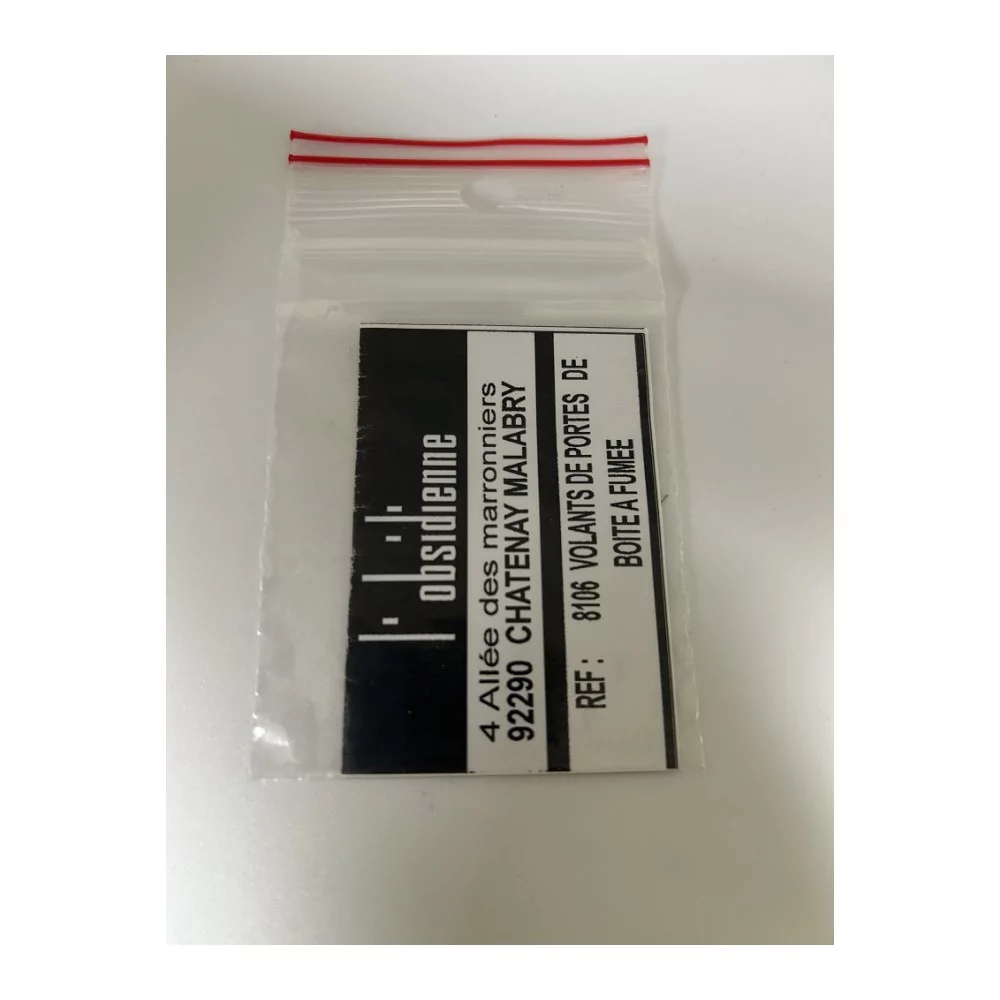 l'obsidienne
4 Allée des marronniers
92290 CHATENAY MALABRY
REF : 8106 VOLANTS DE PORTES DE
BOITE A FUMEE